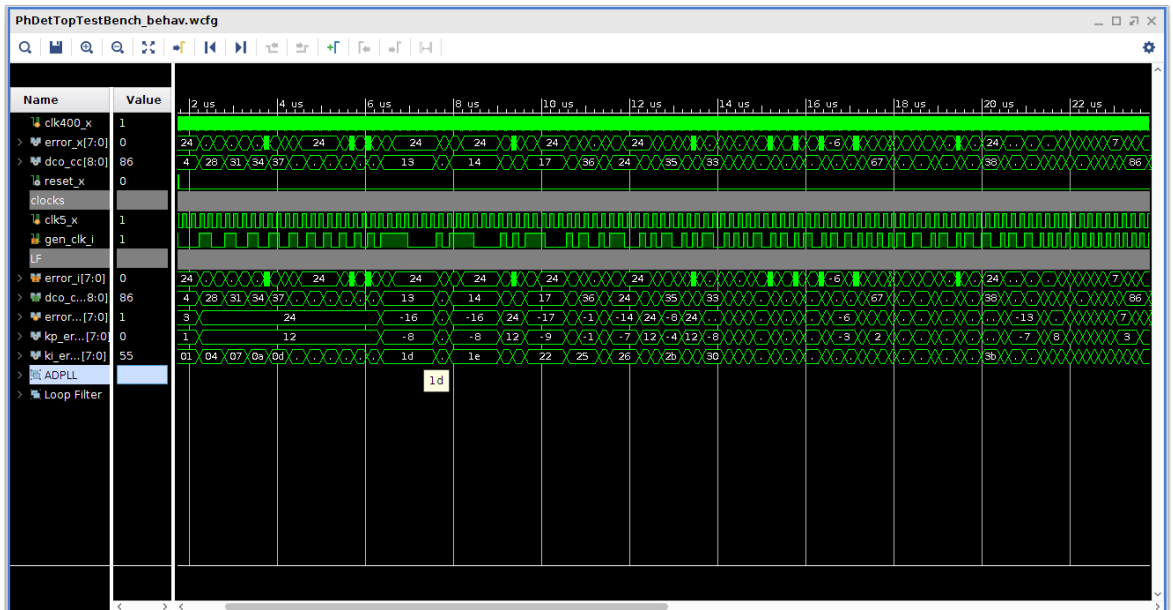 PhDetTopTestBench_behav.wcfg
Name Value 2 us 4 us 6 us 8 us 10 us 12 us 14 us 16 us 18 us 20 us 22 us
clk400_x 1
error_x[7:0] 0 24 24 24 24 24 24 -6 24 7
dco_cc[8:0] 86 4 28 31 34 37 13 14 17 36 24 35 33 67 38 86
reset_x 0
clocks
clk5_x 1
gen_clk_i 1
LF
error_i[7:0] 0 24 24 24 24 24 24 -6 24 7
dco_c...8:0] 86 4 28 31 34 37 13 14 17 36 24 35 33 67 38 86
error...[7:0] 1 3 24 -16 -16 24 -17 -1 -14 24 -8 24 -6 -13 7
kp_er...[7:0] 0 1 12 -8 -8 12 -9 -1 -7 12 -4 12 -8 -3 2 -7 8 3
ki_er...[7:0] 55 01 04 07 0a 0d 1d 1e 22 25 26 2b 30 3b
ADPLL
1d
Loop Filter